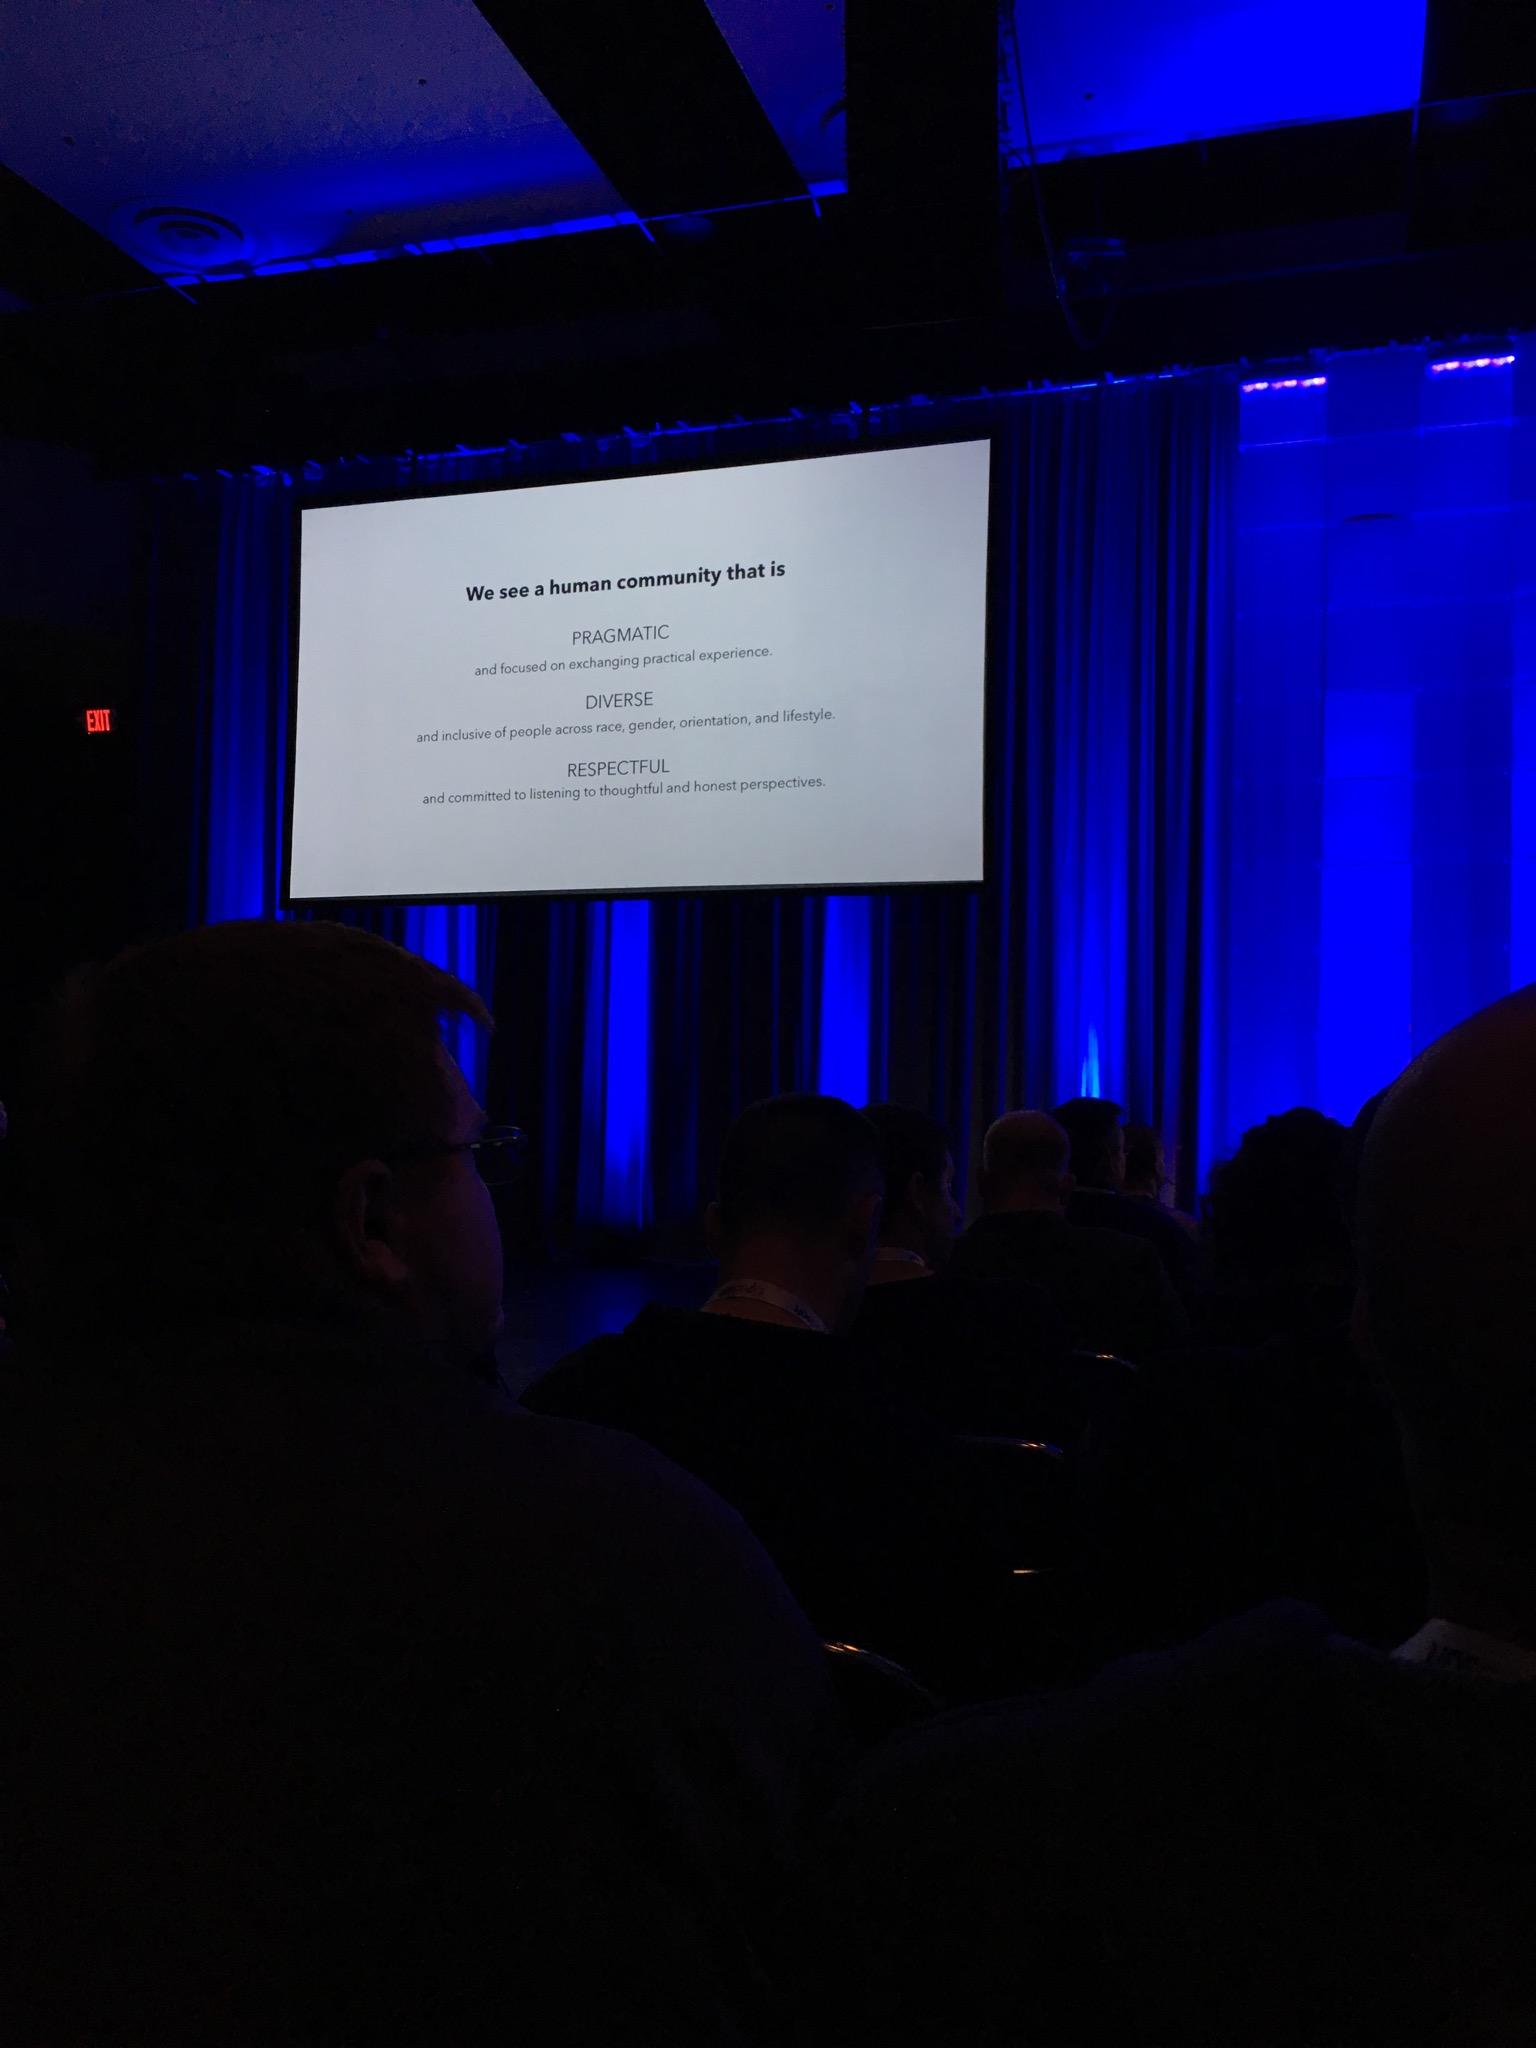 We see a human community that is
PRAGMATIC
and focused on exchanging practical experience.
DIVERSE
and inclusive of people across race, gender, orientation, and lifestyle.
RESPECTFUL
and committed to listening to thoughtful and honest perspectives.
EXIT